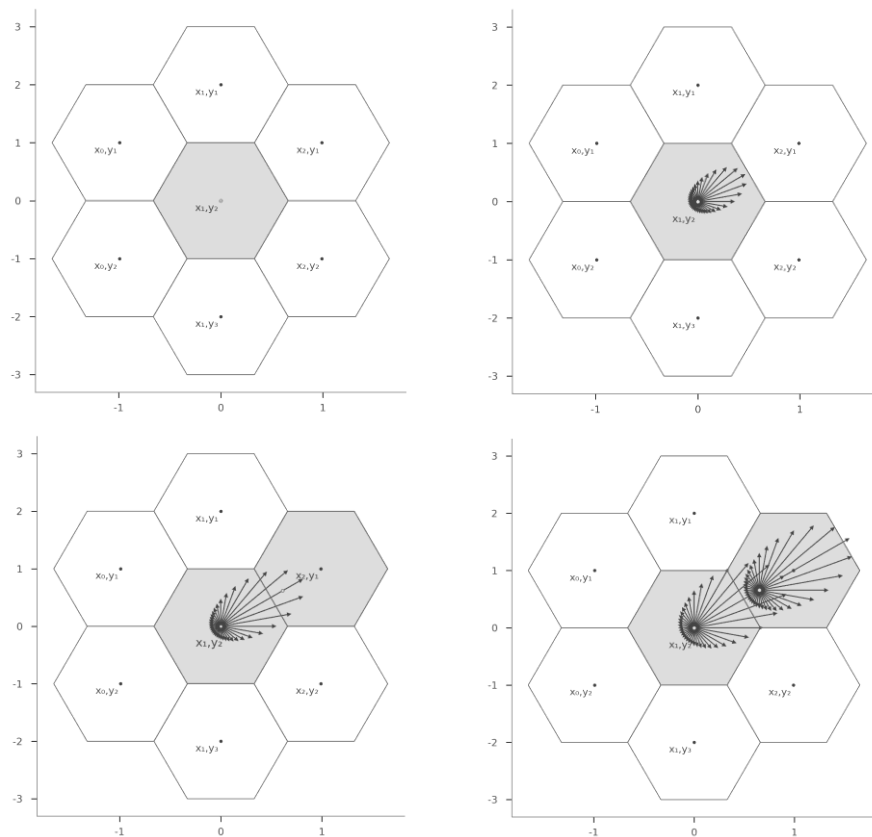 3
2
1
0
-1
-2
-3
-1
0
1
x₁,y₁
x₀,y₁
x₂,y₁
x₁,y₂
x₀,y₂
x₂,y₂
x₁,y₃
3
2
1
0
-1
-2
-3
-1
0
1
x₁,y₁
x₀,y₁
x₂,y₁
x₁,y₂
x₀,y₂
x₂,y₂
x₁,y₃
3
2
1
0
-1
-2
-3
-1
0
1
x₁,y₁
x₀,y₁
x₂,y₁
x₁,y₂
x₀,y₂
x₂,y₂
x₁,y₃
3
2
1
0
-1
-2
-3
-1
0
1
x₁,y₁
x₀,y₁
x₁,y₂
x₀,y₂
x₂,y₂
x₁,y₃